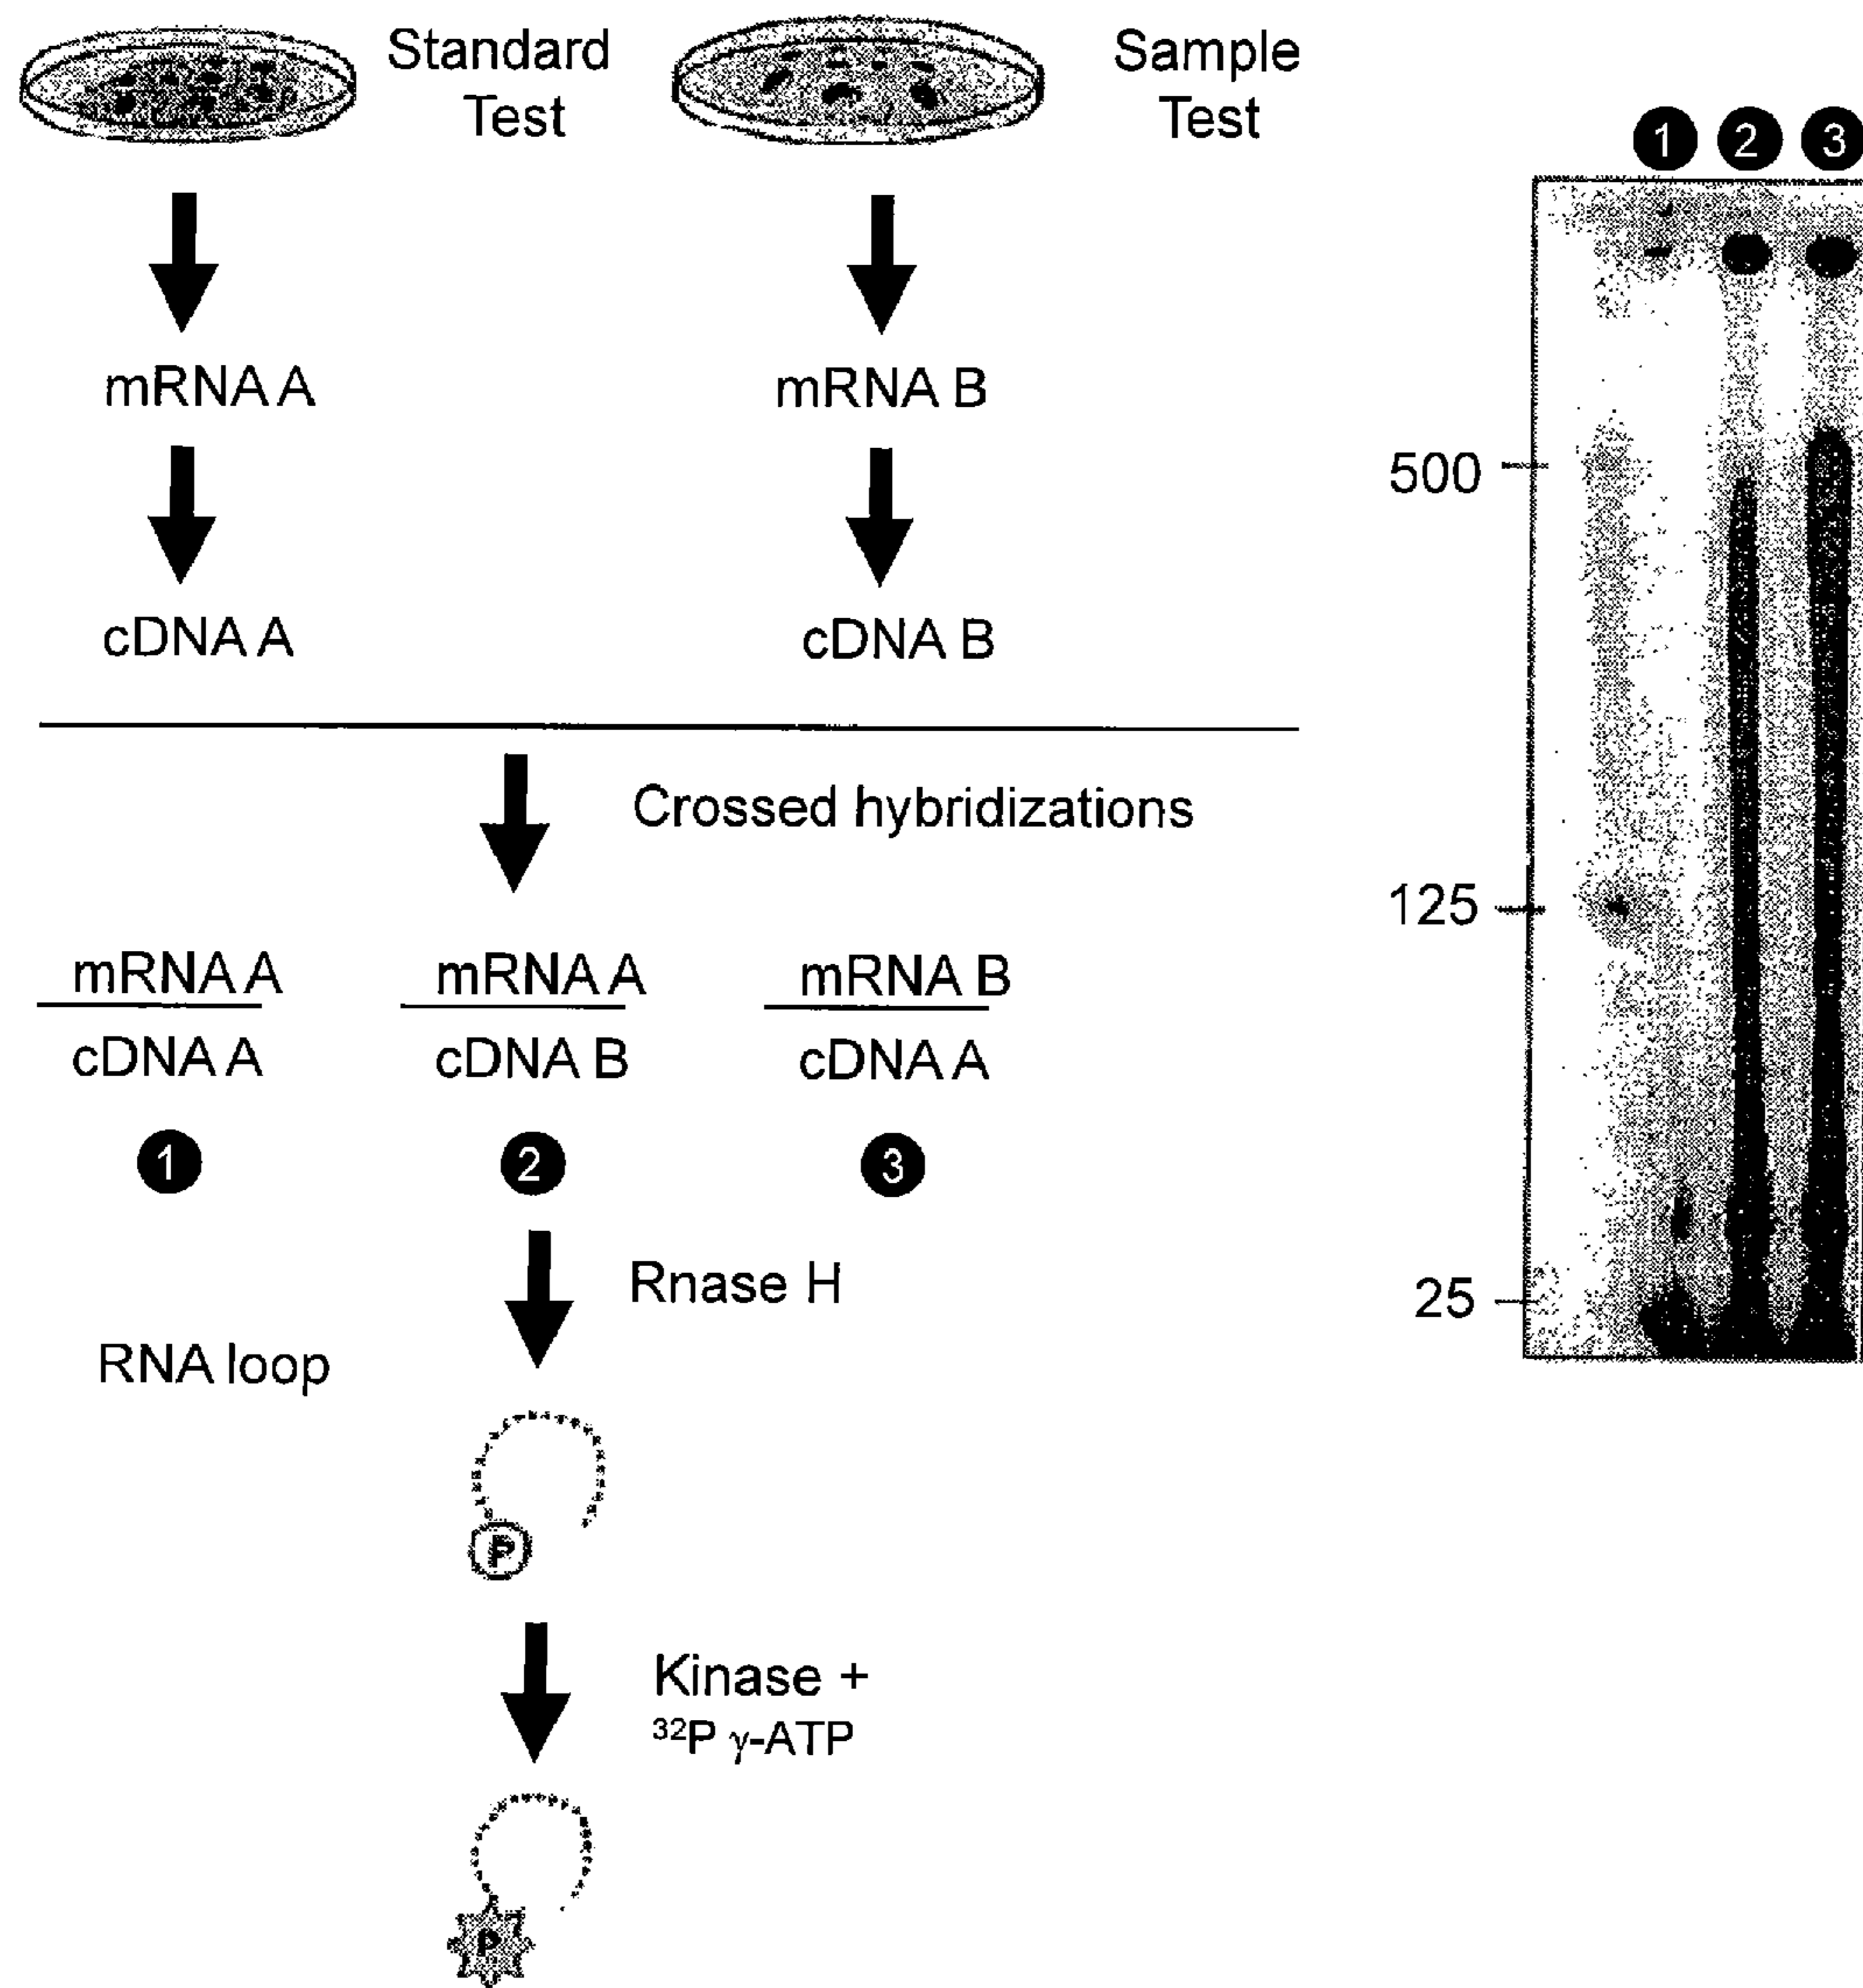 Standard
Test
Sample
Test
mRNA A
mRNA B
cDNA A
cDNA B
Crossed hybridizations
mRNA A
cDNA A
mRNA A
cDNA B
mRNA B
cDNA A
1
2
3
Rnase H
RNA loop
P
Kinase +
32P γ-ATP
P
1 2 3
500
125
25